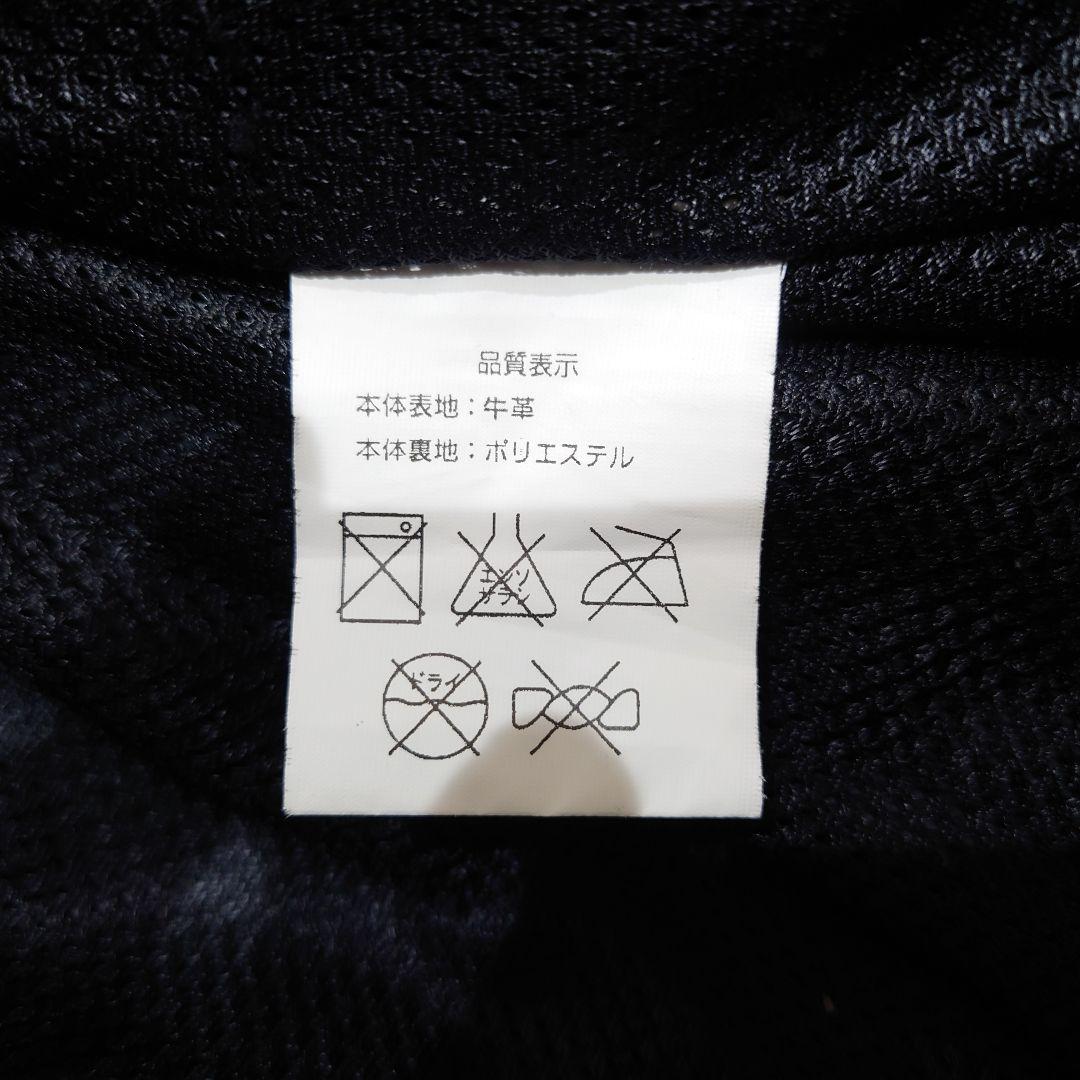 品質表示
本体表地：牛革
本体裏地：ポリエステル
エンソ
サラシ
ドライ